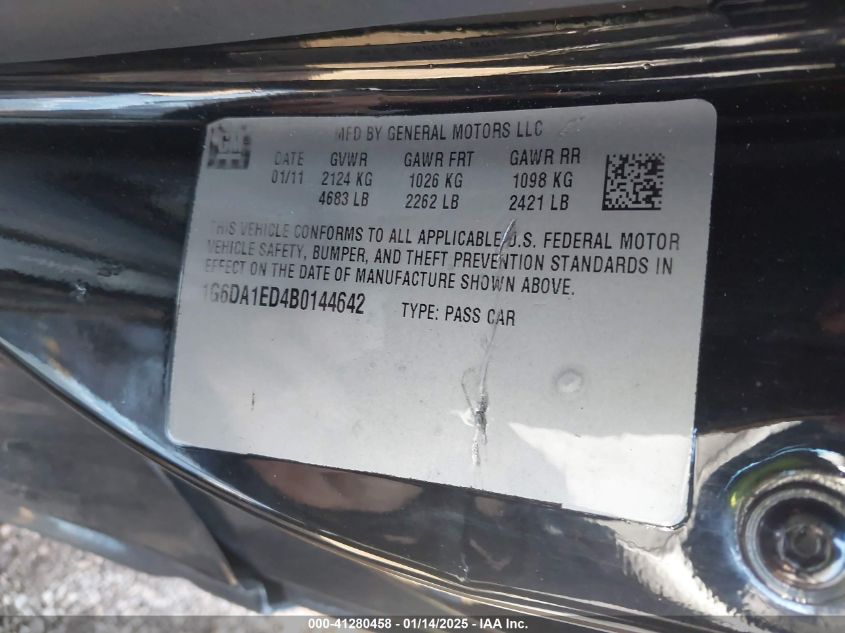 MFD BY GENERAL MOTORS LLC
DATE GVWR GAWR FRT GAWR RR
01/11 2124 KG 1026 KG 1098 KG
4683 LB 2262 LB 2421 LB
THIS VEHICLE CONFORMS TO ALL APPLICABLE U.S. FEDERAL MOTOR
VEHICLE SAFETY, BUMPER, AND THEFT PREVENTION STANDARDS IN
EFFECT ON THE DATE OF MANUFACTURE SHOWN ABOVE.
1G6DA1ED4B0144642 TYPE: PASS CAR
000-41280458 - 01/14/2025 - IAA Inc.